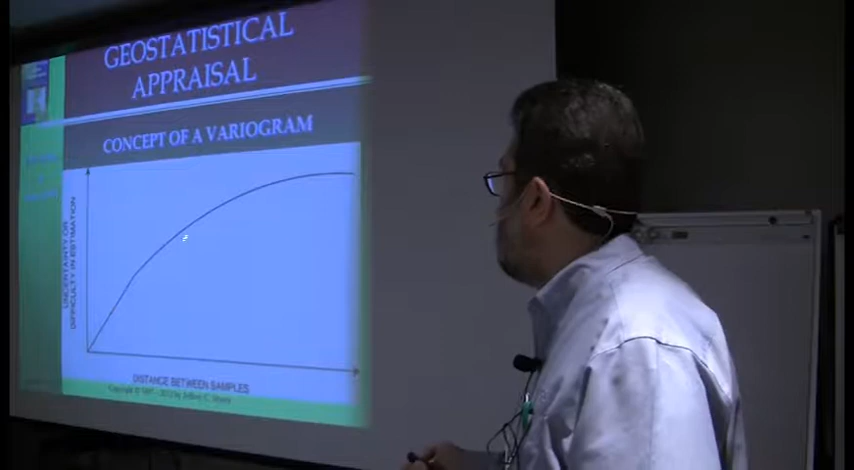 GEOSTATISTICAL
APPRAISAL
CONCEPT OF A VARIOGRAM
UNCERTAINTY OR
DIFFICULTY IN ESTIMATION
DISTANCE BETWEEN SAMPLES